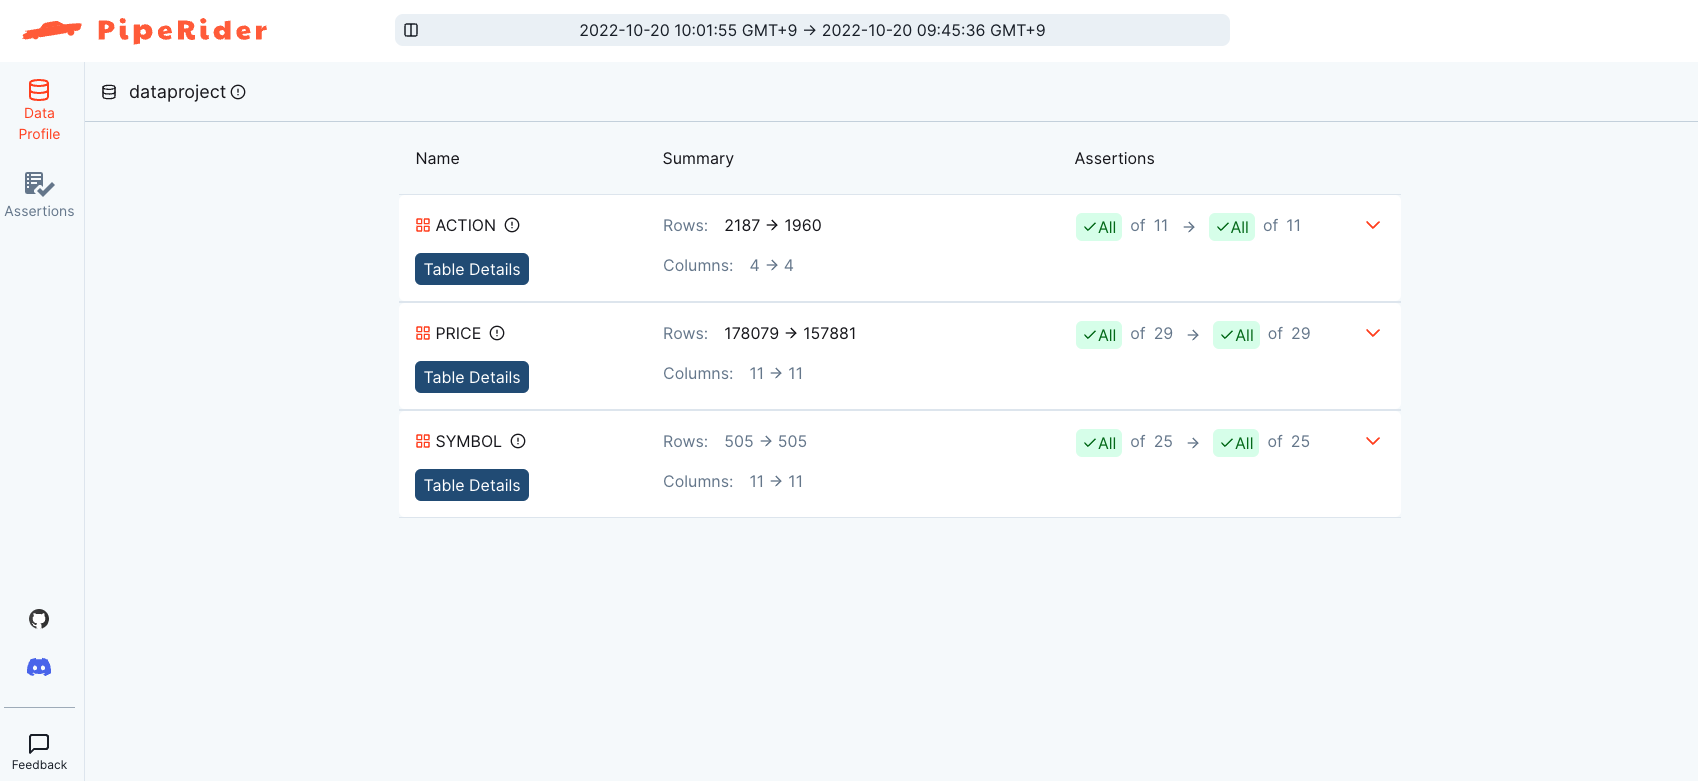 PipeRider
2022-10-20 10:01:55 GMT+9 → 2022-10-20 09:45:36 GMT+9
Data
Profile
Assertions
Feedback
dataproject
Name Summary Assertions
ACTION Rows: 2187 → 1960 All of 11 → All of 11
Table Details Columns: 4 → 4
PRICE Rows: 178079 → 157881 All of 29 → All of 29
Table Details Columns: 11 → 11
SYMBOL Rows: 505 → 505 All of 25 → All of 25
Table Details Columns: 11 → 11